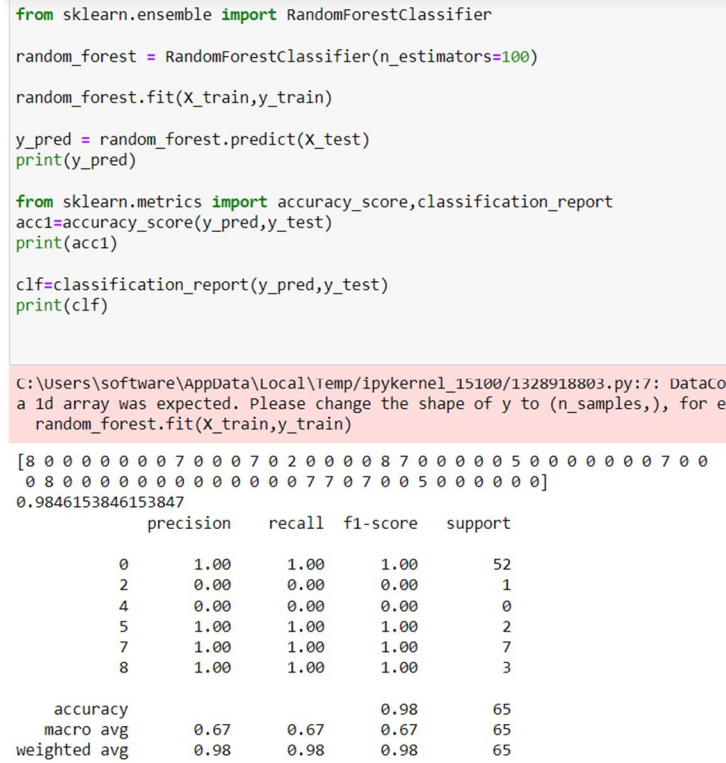 from sklearn.ensemble import RandomForestClassifier
random_forest = RandomForestClassifier(n_estimators=100)
random_forest.fit(X_train,y_train)
y_pred = random_forest.predict(X_test)
print(y_pred)
from sklearn.metrics import accuracy_score,classification_report
acc1=accuracy_score(y_pred,y_test)
print(acc1)
clf=classification_report(y_pred,y_test)
print(clf)
C:\Users\software\AppData\Local\Temp/ipykernel_15100/1328918803.py:7: DataCo
a 1d array was expected. Please change the shape of y to (n_samples,), for e
random_forest.fit(X_train,y_train)
[8 0 0 0 0 0 0 0 7 0 0 0 7 0 2 0 0 0 0 8 7 0 0 0 0 0 5 0 0 0 0 0 0 0 7 0 0
0 8 0 0 0 0 0 0 0 0 0 0 0 0 0 0 7 7 0 7 0 0 5 0 0 0 0 0 0]
0.9846153846153847
precision recall f1-score support
0 1.00 1.00 1.00 52
2 0.00 0.00 0.00 1
4 0.00 0.00 0.00 0
5 1.00 1.00 1.00 2
7 1.00 1.00 1.00 7
8 1.00 1.00 1.00 3
accuracy 0.98 65
macro avg 0.67 0.67 0.67 65
weighted avg 0.98 0.98 0.98 65